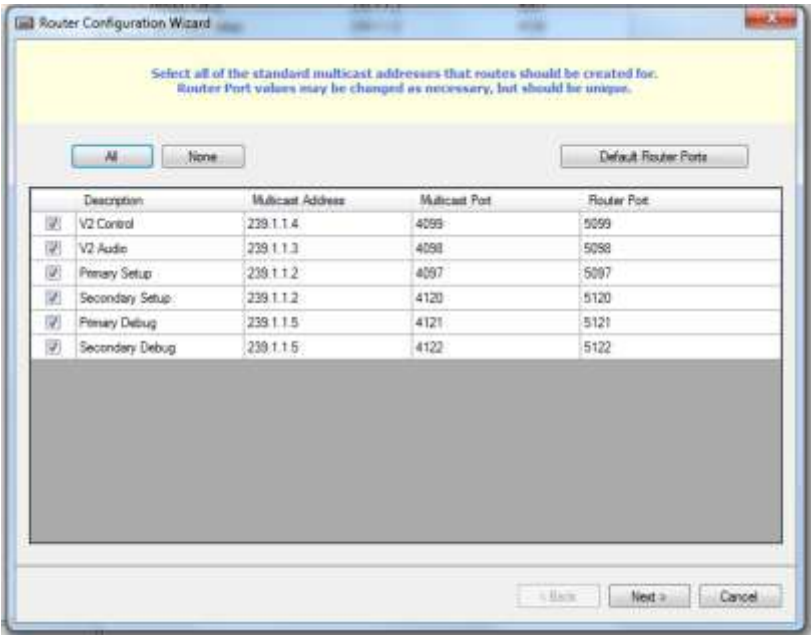 Router Configuration Wizard
Select all of the standard multicast addresses that routes should be created for.
Router Port values may be changed as necessary, but should be unique.
All None Default Router Ports
Description Multicast Address Multicast Port Router Port
V2 Control 239.1.1.4 4099 5099
V2 Audio 239.1.1.3 4098 5098
Primary Setup 239.1.1.2 4097 5097
Secondary Setup 239.1.1.2 4120 5120
Primary Debug 239.1.1.5 4121 5121
Secondary Debug 239.1.1.5 4122 5122
< Back Next > Cancel